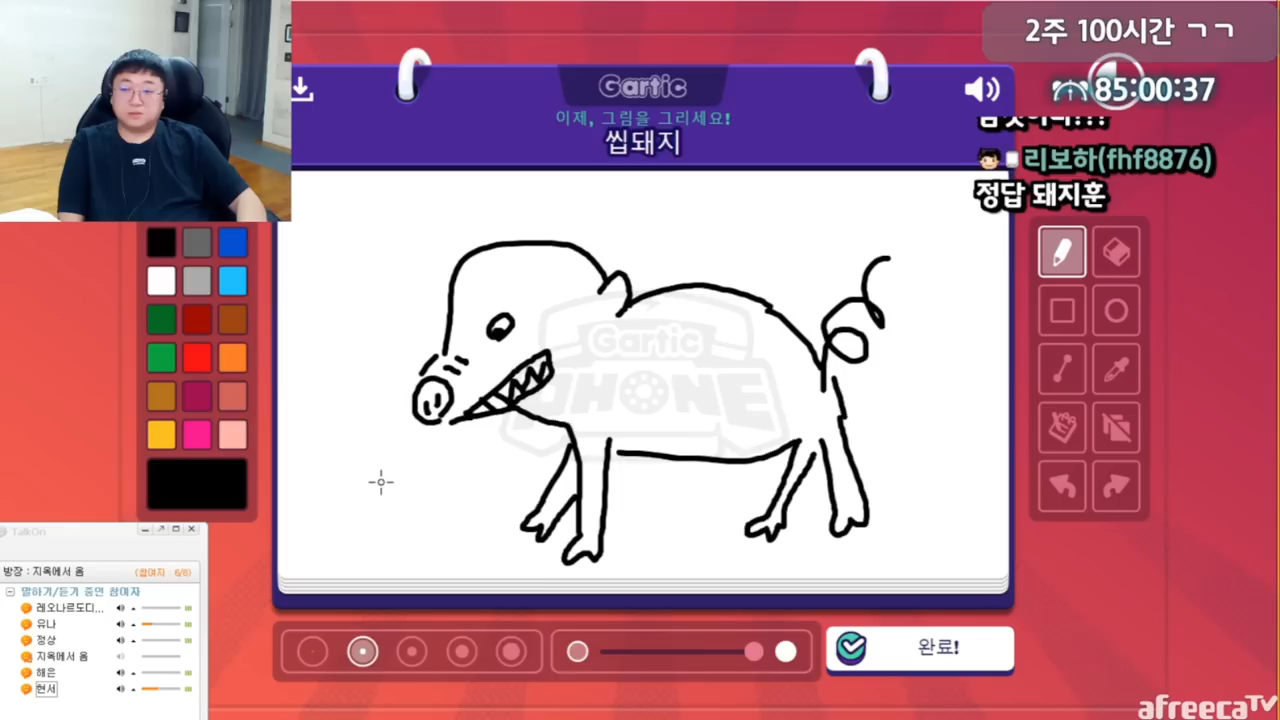 2주 100시간 ㄱㄱ
85:00:37
Gartic
이제, 그림을 그리세요!
씹돼지
리보하(fhf8876)
정답 돼지훈
Gartic
PHONE
TalkOn
방장 : 지옥에서 옴
(참여자 : 6/8)
말하기/듣기 중인 참여자
레오나르도디...
유나
정상
지옥에서 옴
해은
현서
완료!
afreecaTV